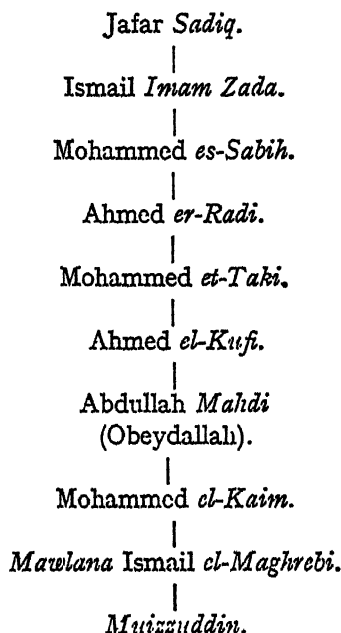 Jafar Sadiq.
Ismail Imam Zada.
Mohammed es-Sabih.
Ahmed er-Radi.
Mohammed et-Taki.
Ahmed el-Kufi.
Abdullah Mahdi
(Obeydallah).
Mohammed el-Kaim.
Mawlana Ismail el-Maghrebi.
Muizzuddin.